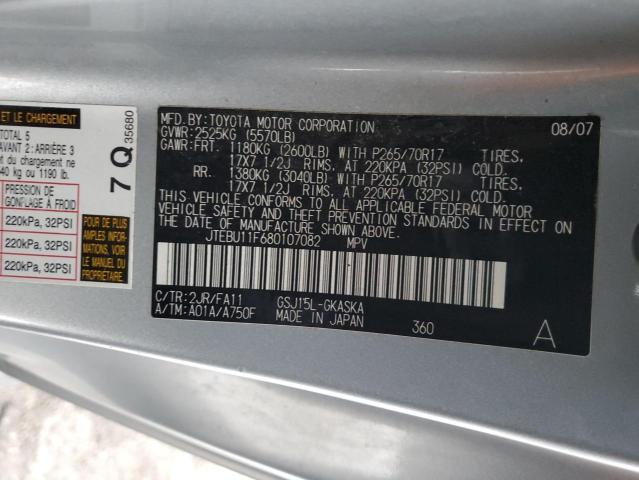 ET LE CHARGEMENT
TOTAL 5
AVANT 2 : ARRIÈRE 3
et du chargement ne
40 kg ou 1190 lb.
PRESSION DE
GONFLAGE À FROID
220kPa, 32PSI
220kPa, 32PSI
220kPa, 32PSI
POUR DE PLUS
AMPLES INFOR-
MATIONS,
VOIR LE
GUIDE DU
PROPRIÉTAIRE
7 Q 35680
MFD.BY:TOYOTA MOTOR CORPORATION 08/07
GVWR:2525KG (5570LB)
GAWR:FRT. 1180KG (2600LB) WITH P265/70R17 TIRES,
17X7 1/2J RIMS, AT 220KPA (32PSI) COLD.
RR. 1380KG (3040LB) WITH P265/70R17 TIRES,
17X7 1/2J RIMS, AT 220KPA (32PSI) COLD.
THIS VEHICLE CONFORMS TO ALL APPLICABLE FEDERAL MOTOR
VEHICLE SAFETY AND THEFT PREVENTION STANDARDS IN EFFECT ON
THE DATE OF MANUFACTURE SHOWN ABOVE.
JTEBU11F680107082 MPV
C/TR:2JR/FA11 GSJ15L-GKASKA
A/TM:A01A/A750F MADE IN JAPAN 360 A